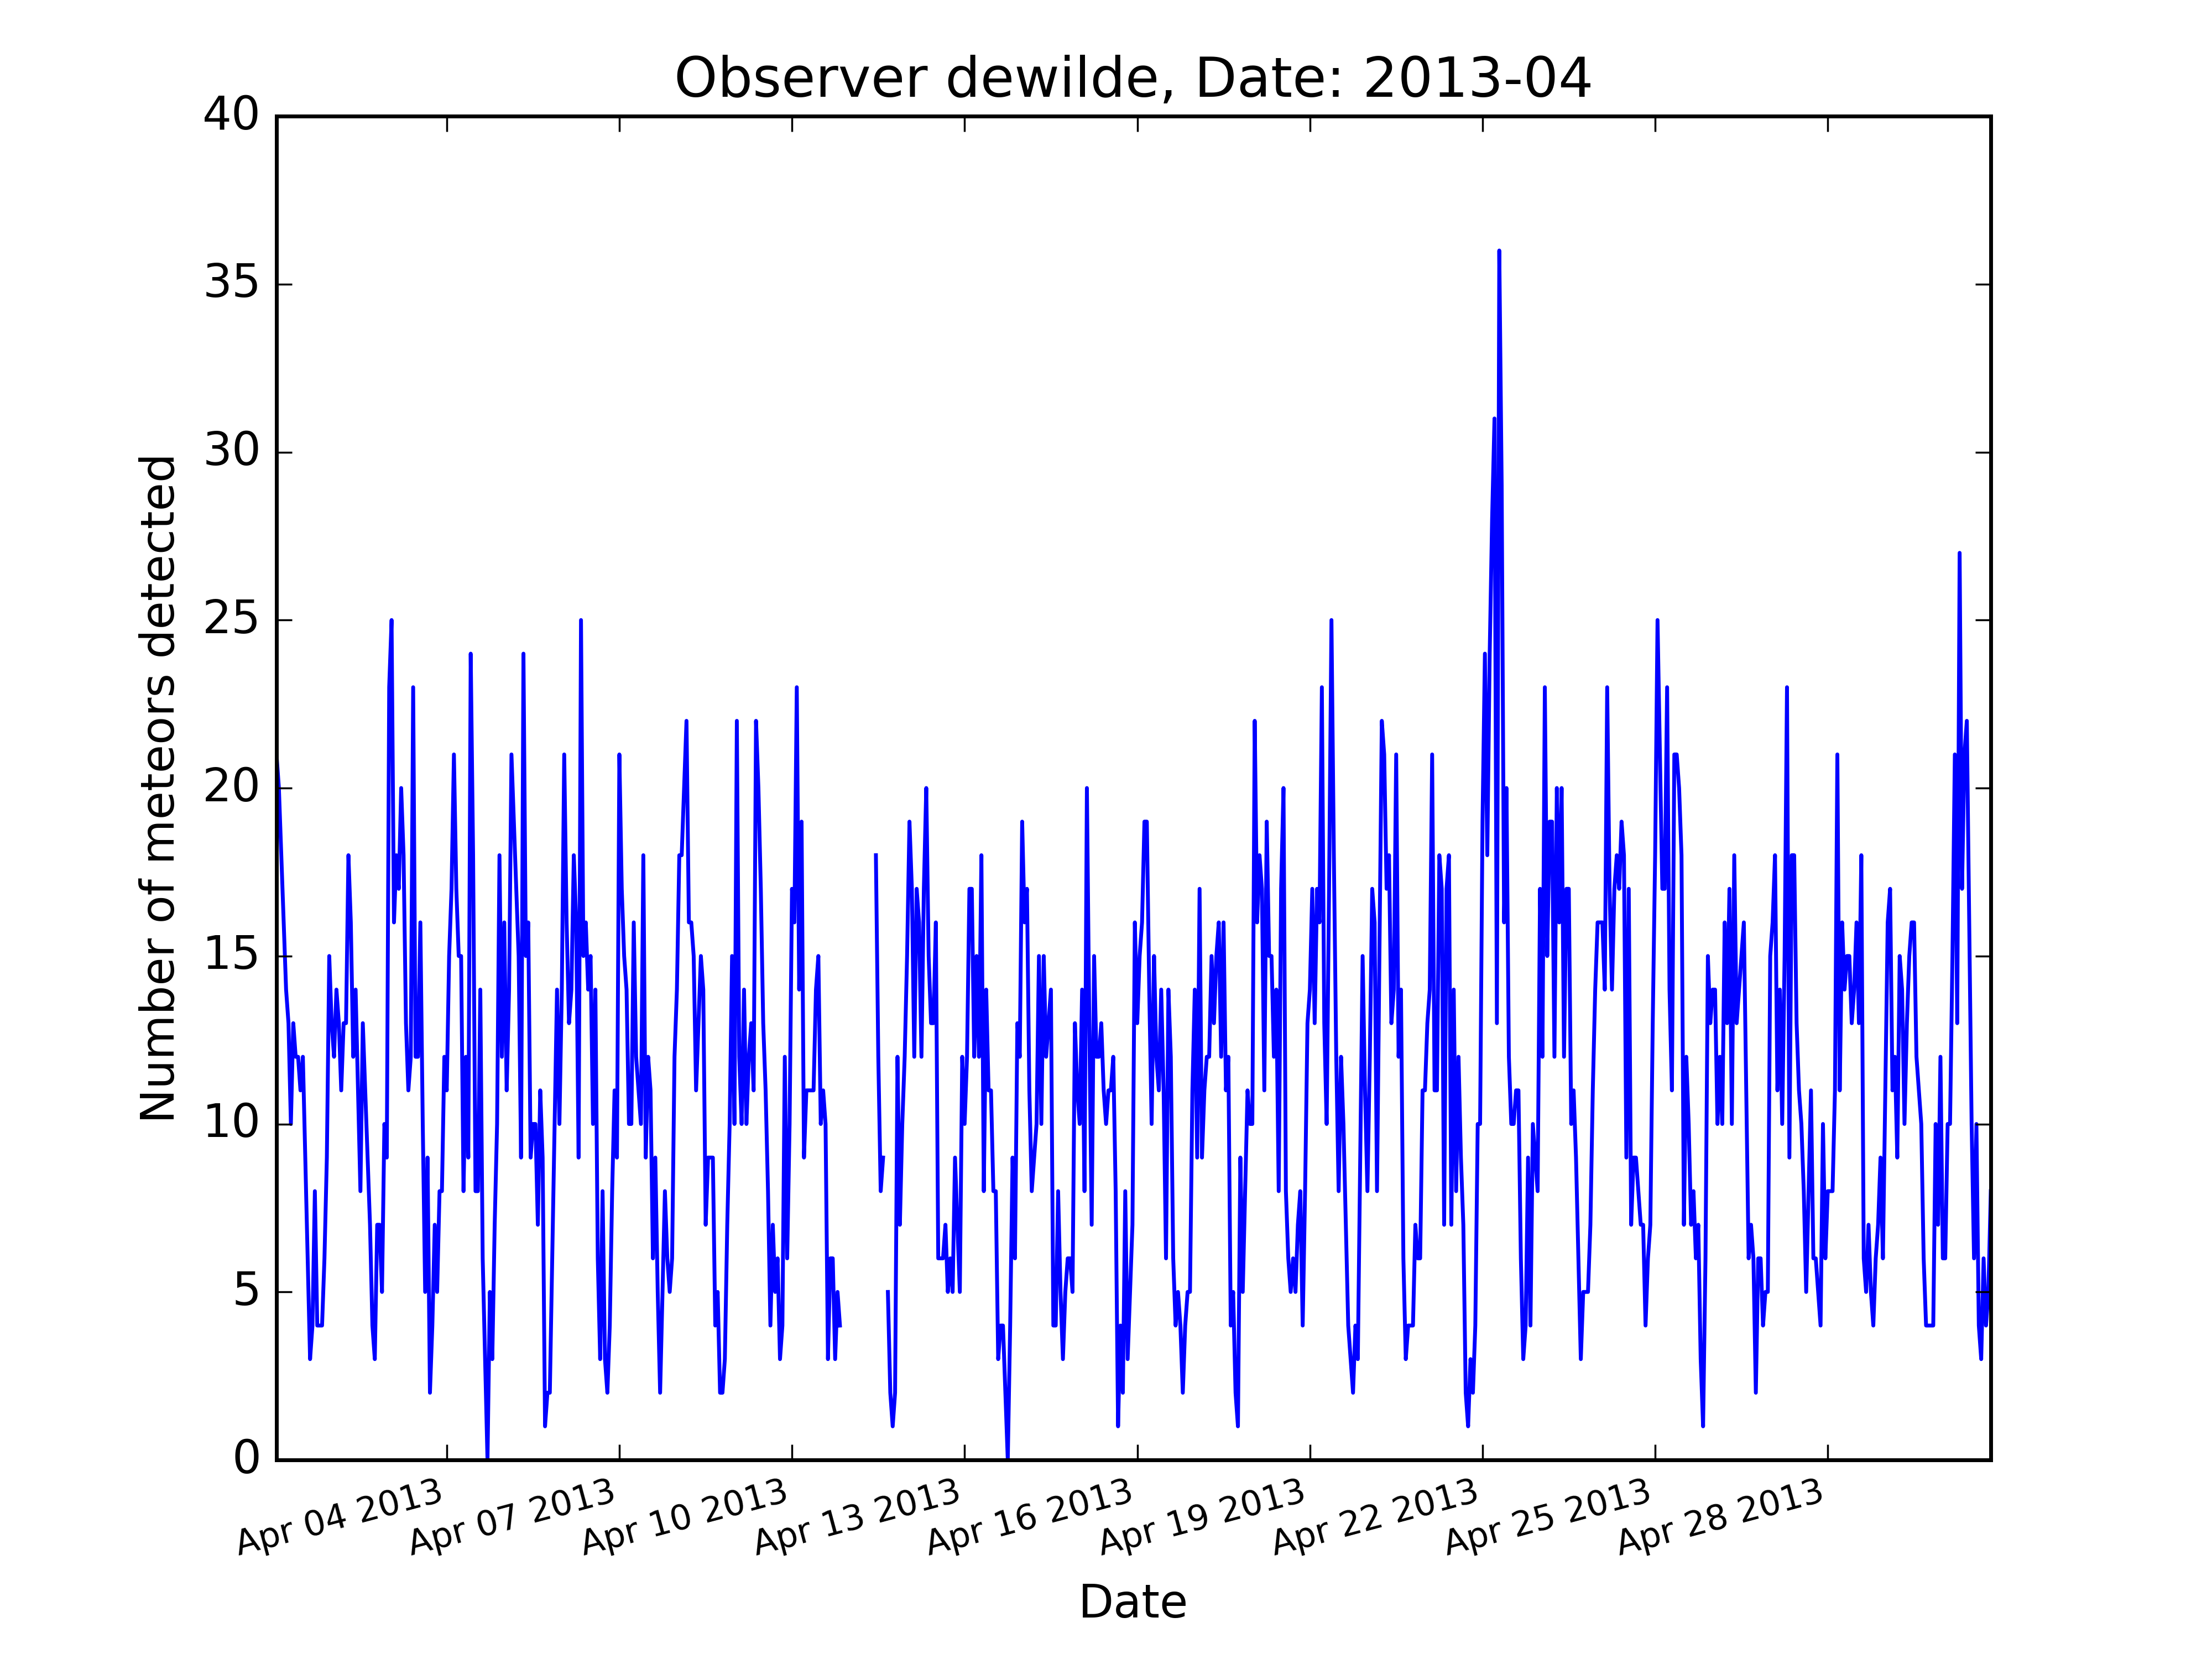 Observer dewilde, Date: 2013-04
40
35
30
25
20
15
10
5
0
Number of meteors detected
Apr 04 2013
Apr 07 2013
Apr 10 2013
Apr 13 2013
Apr 16 2013
Apr 19 2013
Apr 22 2013
Apr 25 2013
Apr 28 2013
Date